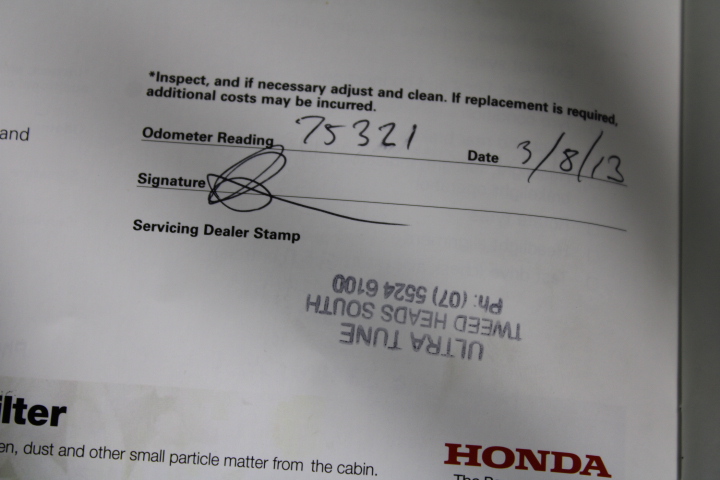 *Inspect, and if necessary adjust and clean. If replacement is required,
additional costs may be incurred.
and
Odometer Reading 75321 Date 3/8/13
Signature
Servicing Dealer Stamp
ULTRA TUNE
TWEED HEADS SOUTH
Ph: (07) 5524 6100
ilter
en, dust and other small particle matter from the cabin.
HONDA
The